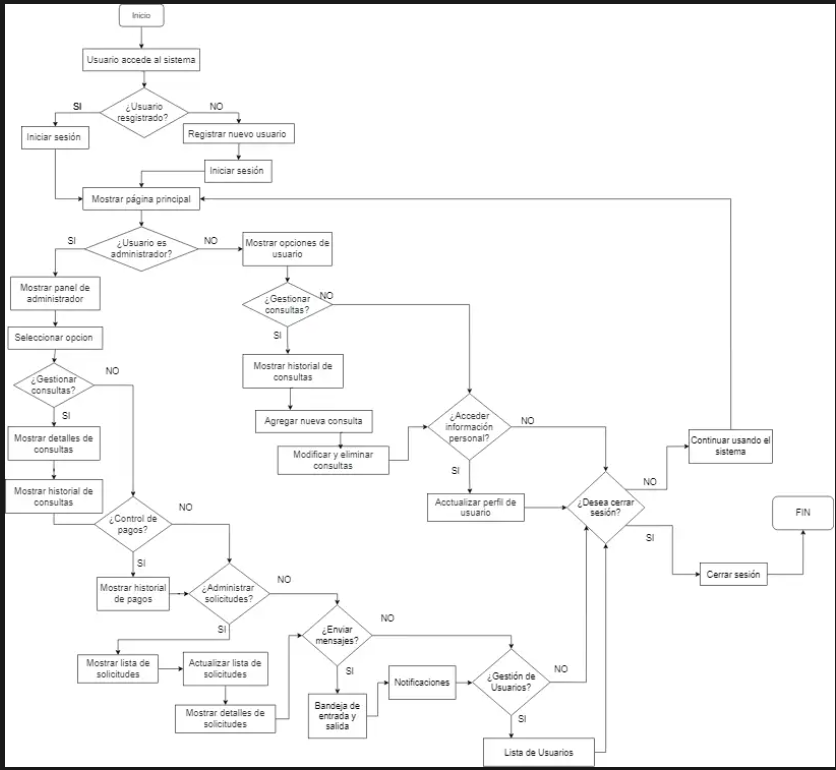 Inicio
Usuario accede al sistema
¿Usuario
resgistrado?
SI
NO
Iniciar sesión
Registrar nuevo usuario
Iniciar sesión
Mostrar página principal
¿Usuario es
administrador?
SI
NO
Mostrar opciones de
usuario
Mostrar panel de
administrador
¿Gestionar
consultas?
NO
SI
Seleccionar opcion
¿Gestionar
consultas?
NO
SI
Mostrar historial de
consultas
Agregar nueva consulta
Modificar y eliminar
consultas
¿Acceder
información
personal?
NO
SI
Acctualizar perfil de
usuario
Mostrar detalles de
consultas
Mostrar historial de
consultas
¿Desea cerrar
sesión?
NO
SI
Continuar usando el
sistema
Cerrar sesión
FIN
¿Control de
pagos?
NO
SI
Mostrar historial
de pagos
¿Administrar
solicitudes?
NO
SI
Mostrar lista de
solicitudes
Actualizar lista de
solicitudes
Mostrar detalles de
solicitudes
¿Enviar
mensajes?
NO
SI
Bandeja de
entrada y
salida
Notificaciones
¿Gestión de
Usuarios?
NO
SI
Lista de Usuarios